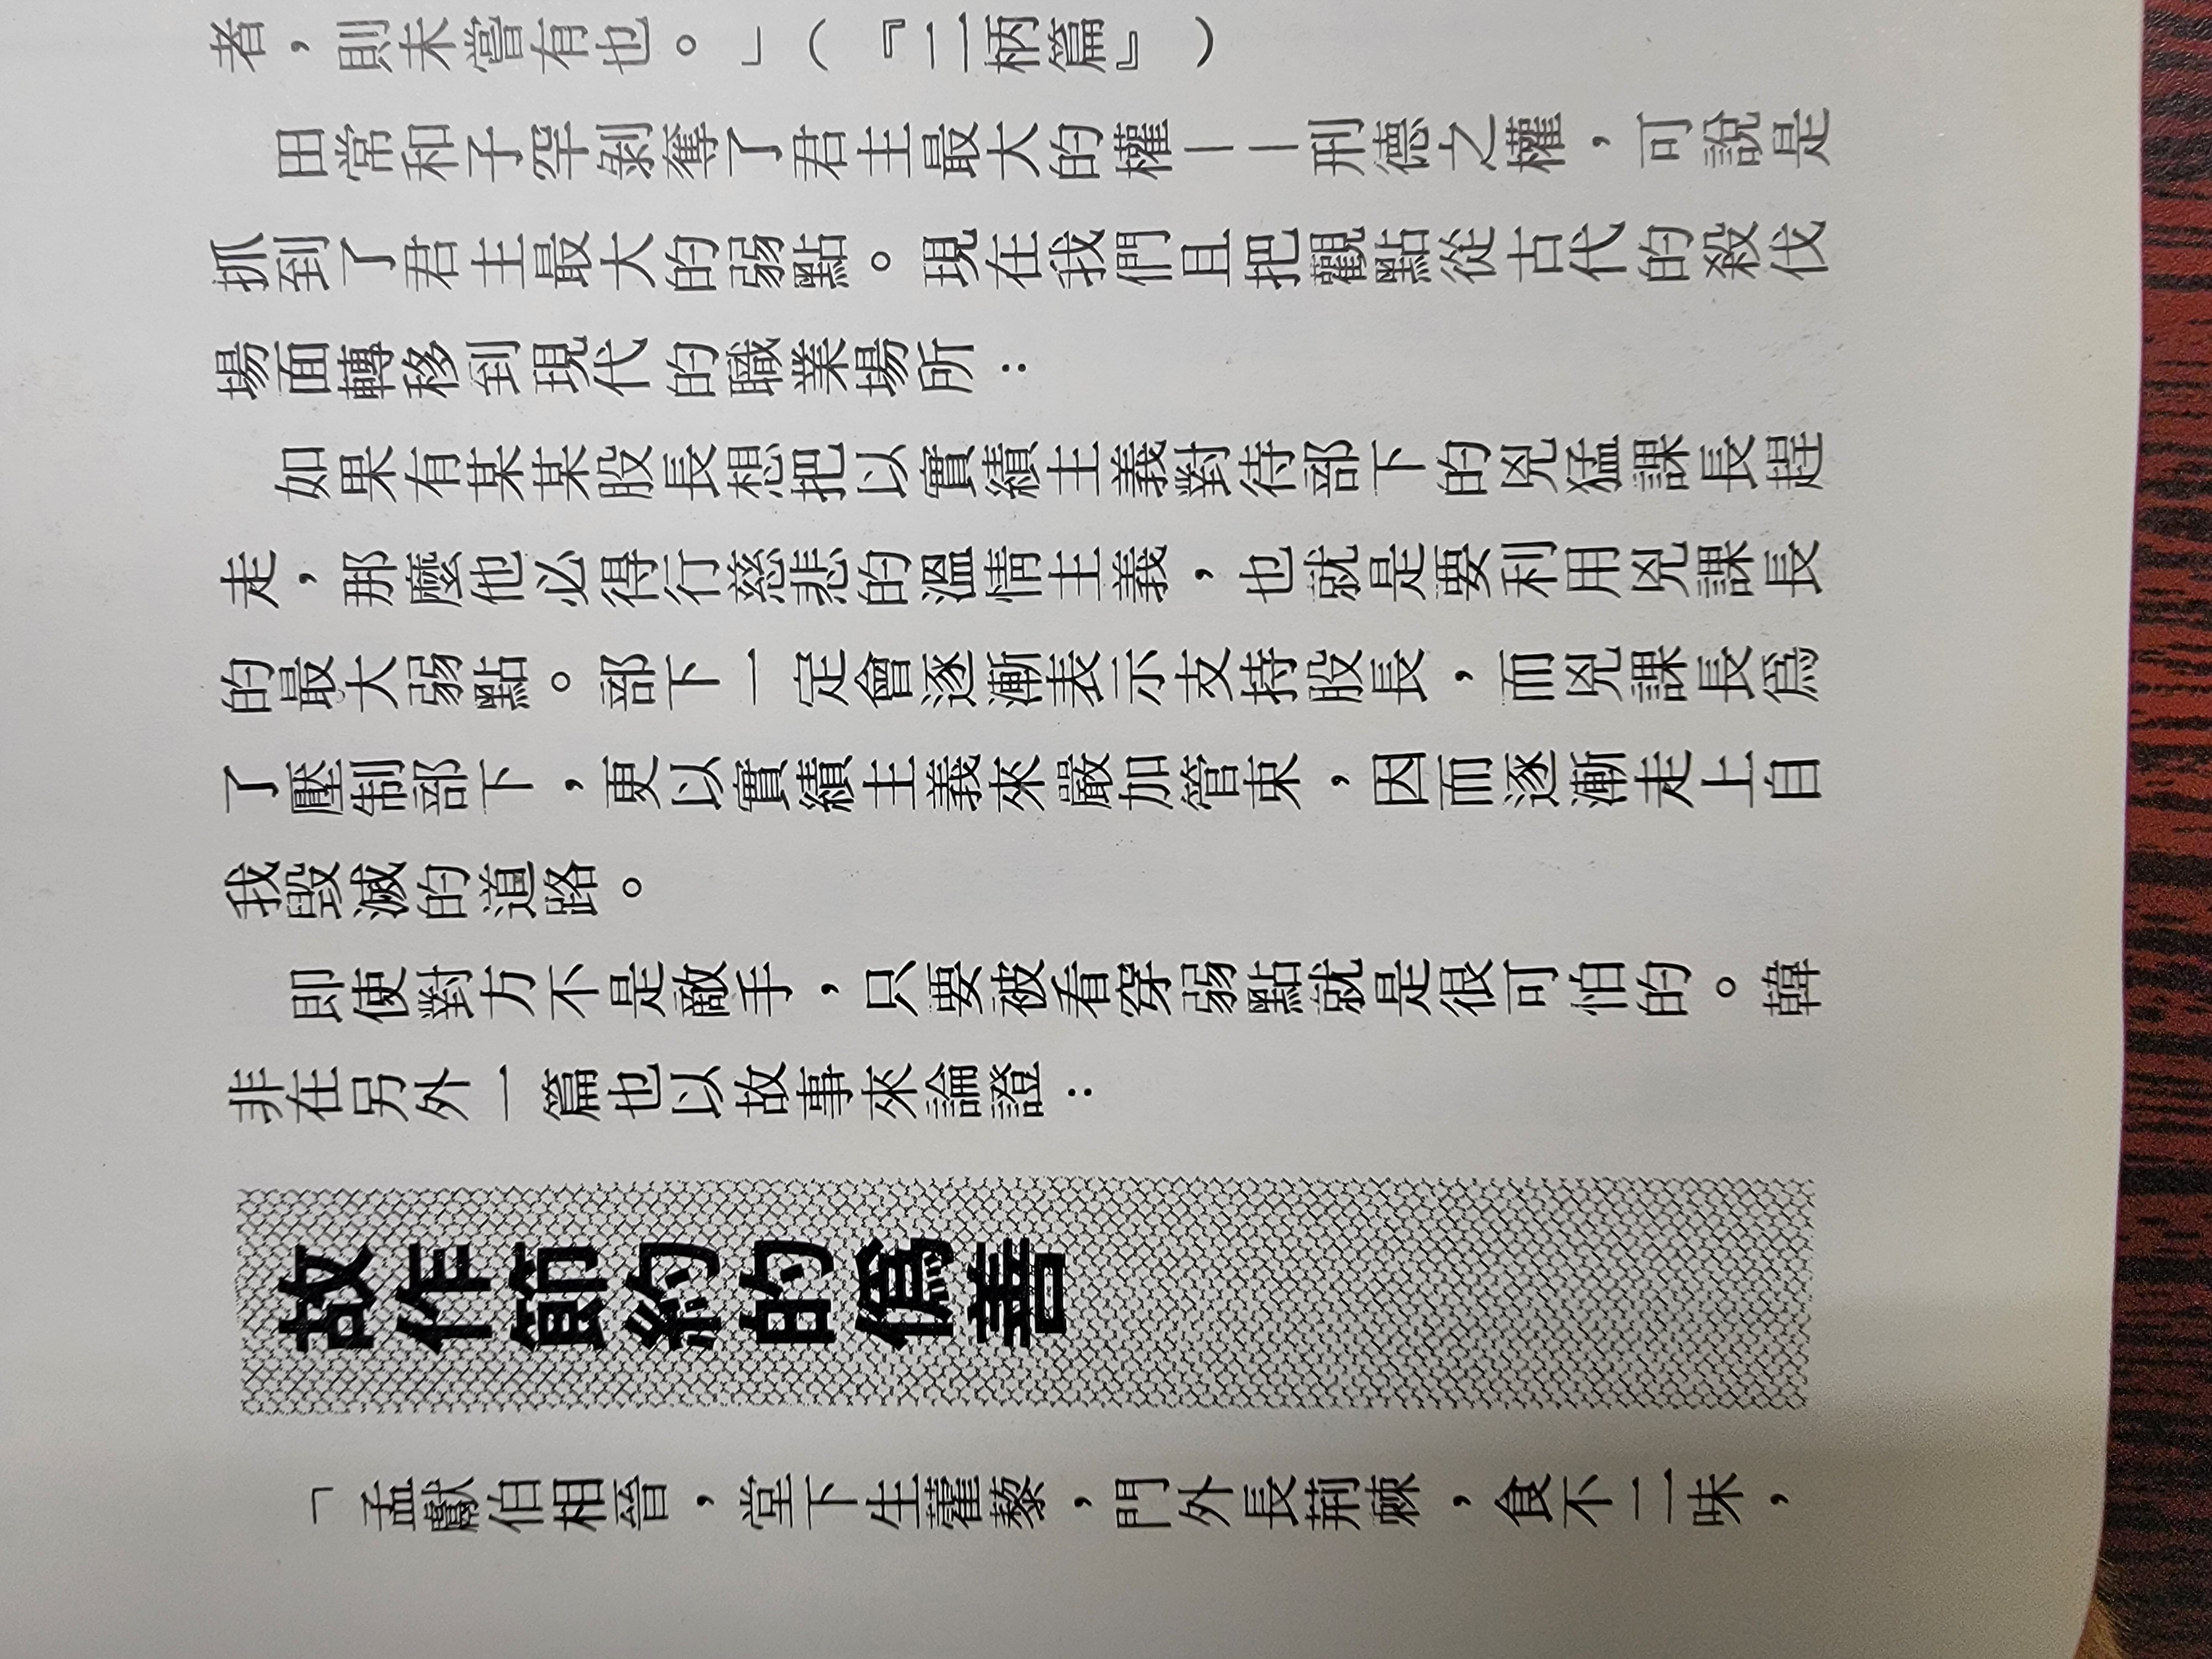 者，則未嘗有也。」（『二柄篇』）
田常和子罕剝奪了君主最大的權——刑德之權，可說是
抓到了君主最大的弱點。現在我們且把觀點從古代的殺伐
場面轉移到現代的職業場所：
如果有某某股長想把以實績主義對待部下的兇猛課長趕
走，那麼他必得行慈悲的溫情主義，也就是要利用兇課長
的最大弱點。部下一定會逐漸表示支持股長，而兇課長爲
了壓制部下，更以實績主義來嚴加管束，因而逐漸走上自
我毀滅的道路。
即使對方不是敵手，只要被看穿弱點就是很可怕的。韓
非在另外一篇也以故事來論證：
故作節約的僞善
「孟獻伯相晉，堂下生藿藜，門外長荊棘，食不二味，